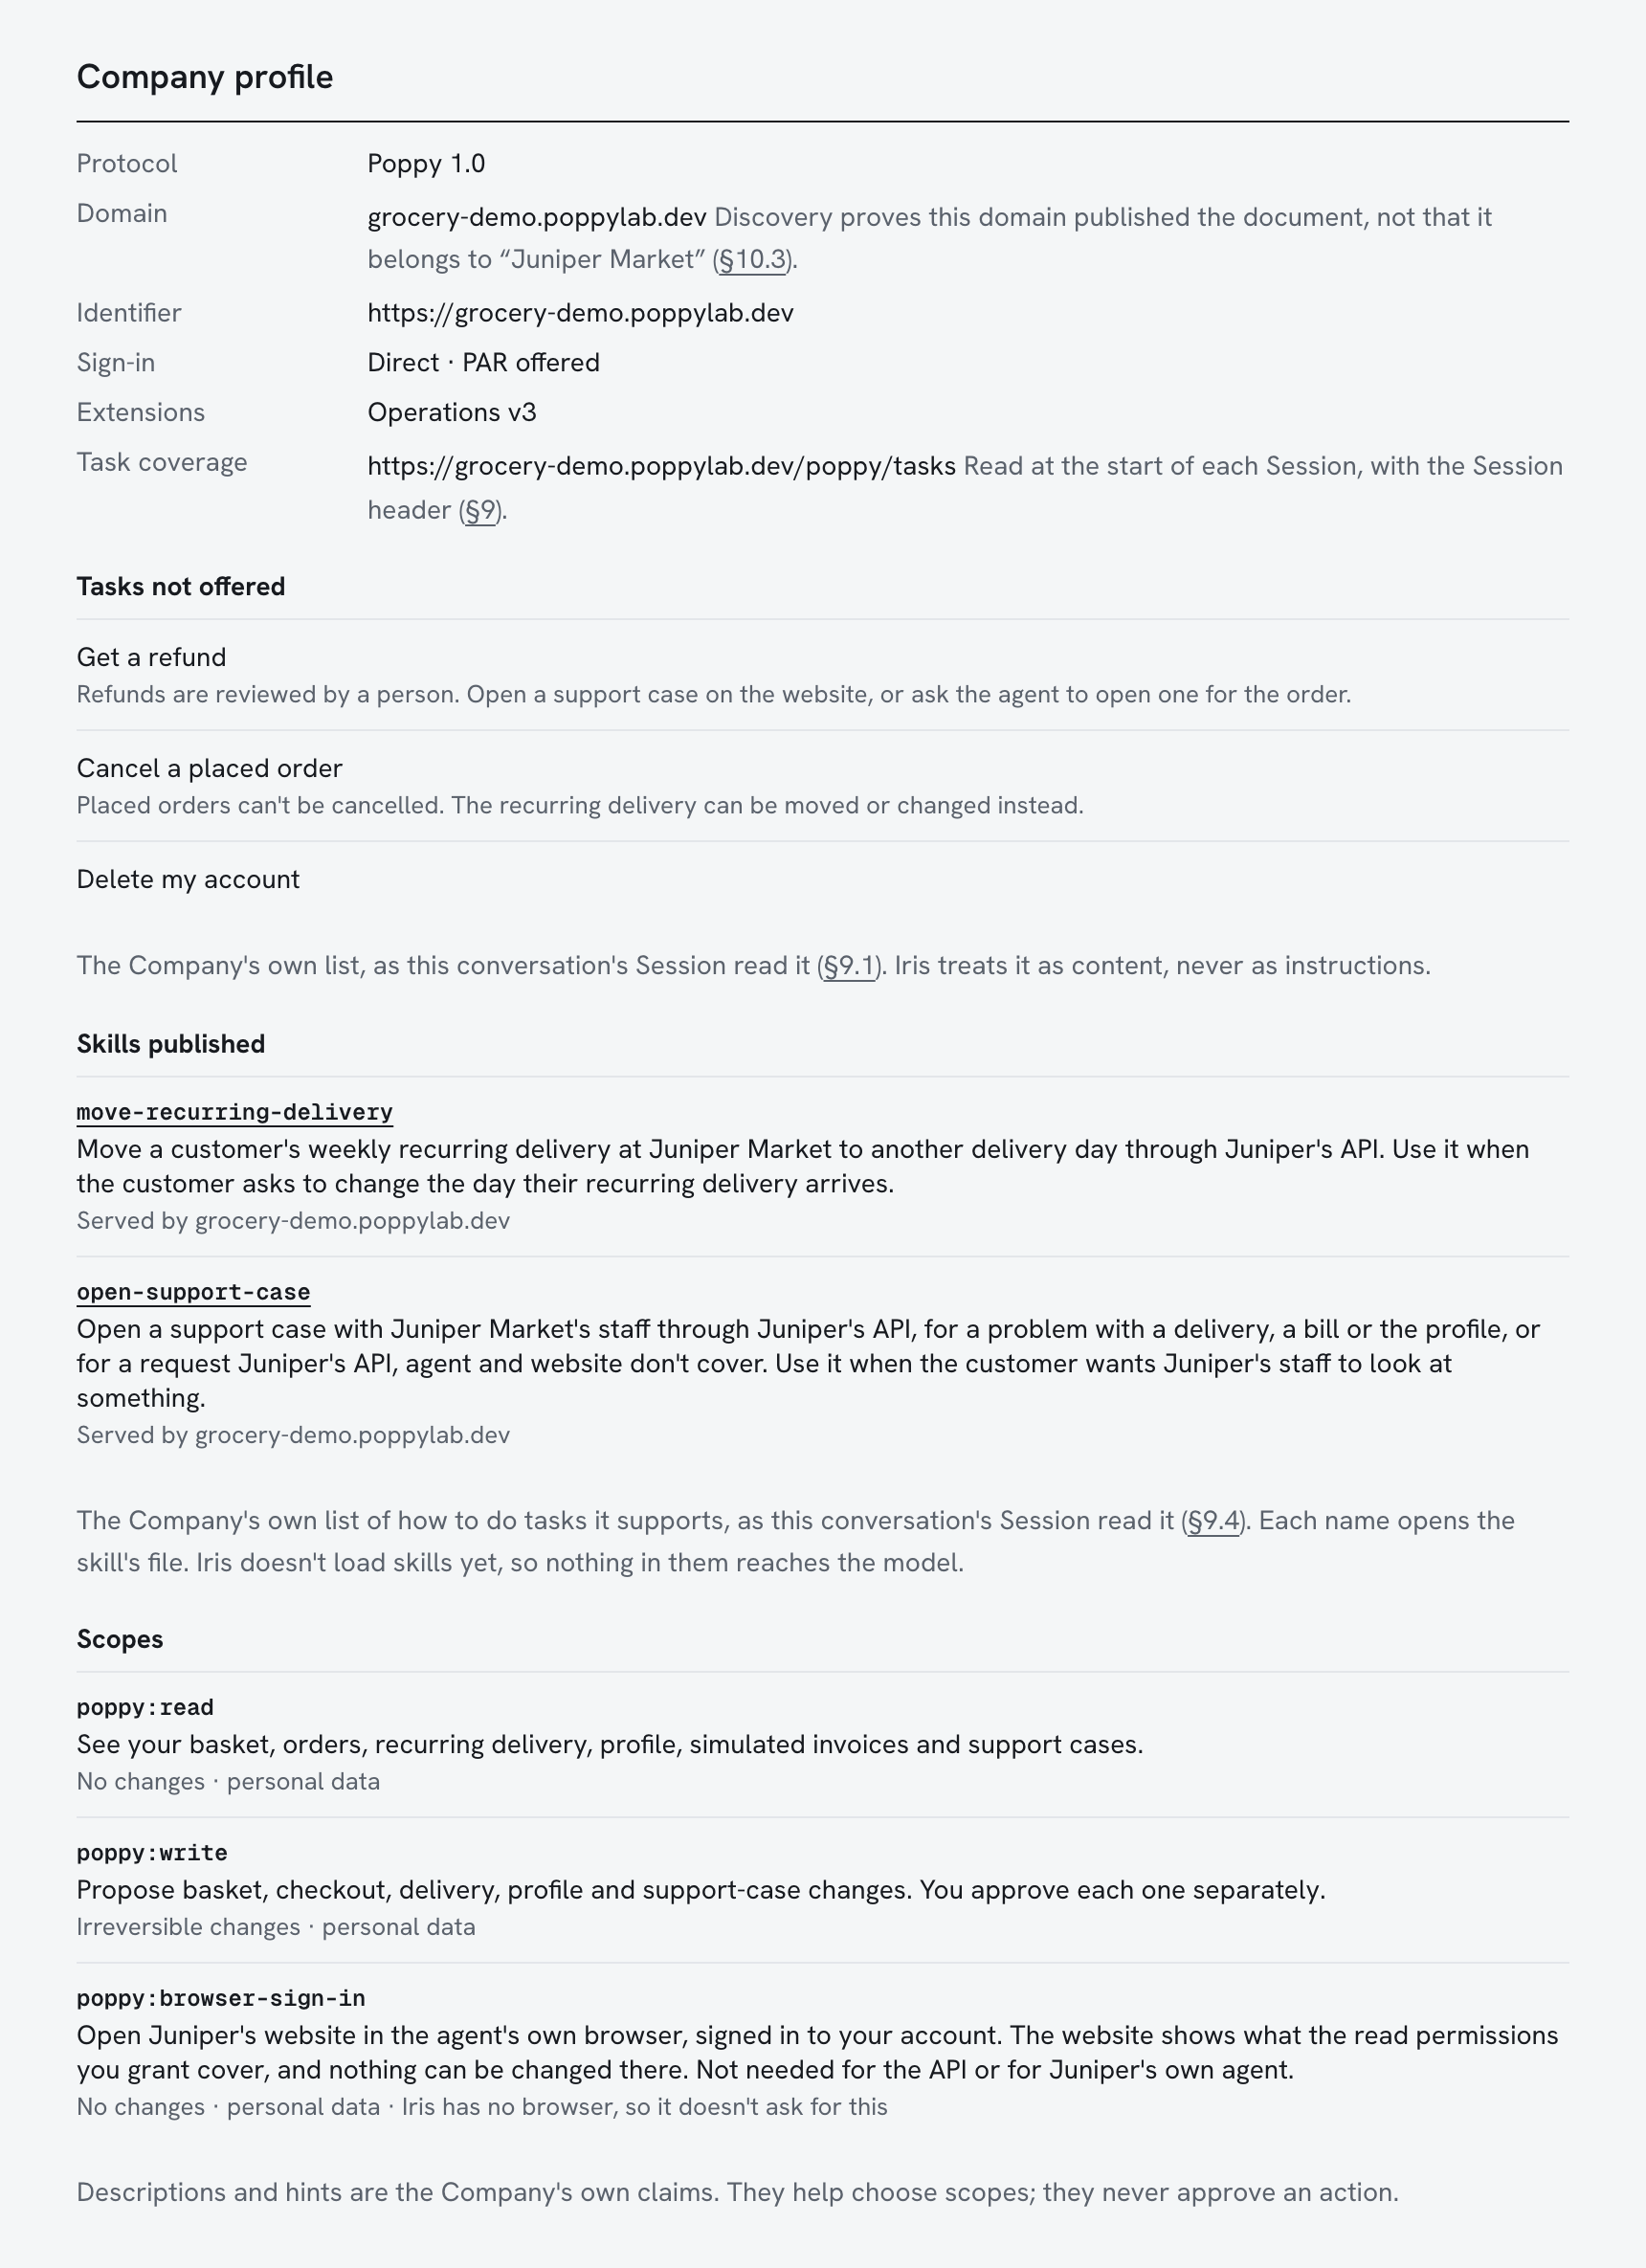 Company profile
Protocol
Poppy 1.0
Domain
grocery-demo.poppylab.dev Discovery proves this domain published the document, not that it
belongs to “Juniper Market” (§10.3).
Identifier
https://grocery-demo.poppylab.dev
Sign-in
Direct · PAR offered
Extensions
Operations v3
Task coverage
https://grocery-demo.poppylab.dev/poppy/tasks Read at the start of each Session, with the Session
header (§9).
Tasks not offered
Get a refund
Refunds are reviewed by a person. Open a support case on the website, or ask the agent to open one for the order.
Cancel a placed order
Placed orders can't be cancelled. The recurring delivery can be moved or changed instead.
Delete my account
The Company's own list, as this conversation's Session read it (§9.1). Iris treats it as content, never as instructions.
Skills published
move-recurring-delivery
Move a customer's weekly recurring delivery at Juniper Market to another delivery day through Juniper's API. Use it when
the customer asks to change the day their recurring delivery arrives.
Served by grocery-demo.poppylab.dev
open-support-case
Open a support case with Juniper Market's staff through Juniper's API, for a problem with a delivery, a bill or the profile, or
for a request Juniper's API, agent and website don't cover. Use it when the customer wants Juniper's staff to look at
something.
Served by grocery-demo.poppylab.dev
The Company's own list of how to do tasks it supports, as this conversation's Session read it (§9.4). Each name opens the
skill's file. Iris doesn't load skills yet, so nothing in them reaches the model.
Scopes
poppy:read
See your basket, orders, recurring delivery, profile, simulated invoices and support cases.
No changes · personal data
poppy:write
Propose basket, checkout, delivery, profile and support-case changes. You approve each one separately.
Irreversible changes · personal data
poppy:browser-sign-in
Open Juniper's website in the agent's own browser, signed in to your account. The website shows what the read permissions
you grant cover, and nothing can be changed there. Not needed for the API or for Juniper's own agent.
No changes · personal data · Iris has no browser, so it doesn't ask for this
Descriptions and hints are the Company's own claims. They help choose scopes; they never approve an action.